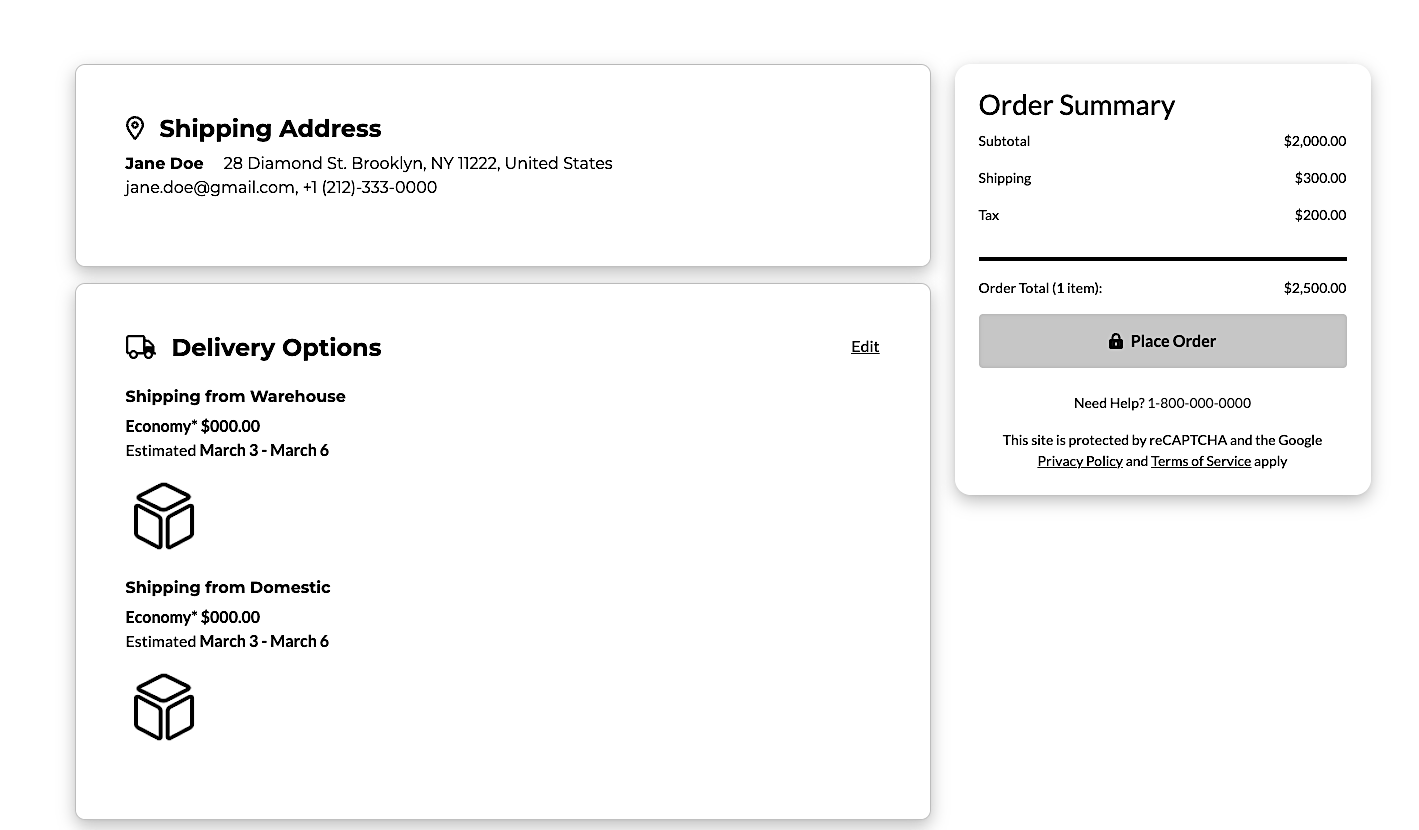 Shipping Address
Jane Doe 28 Diamond St. Brooklyn, NY 11222, United States
jane.doe@gmail.com, +1 (212)-333-0000
Delivery Options
Edit
Shipping from Warehouse
Economy* $000.00
Estimated March 3 - March 6
Shipping from Domestic
Economy* $000.00
Estimated March 3 - March 6
Order Summary
Subtotal $2,000.00
Shipping $300.00
Tax $200.00
Order Total (1 item): $2,500.00
Place Order
Need Help? 1-800-000-0000
This site is protected by reCAPTCHA and the Google
Privacy Policy and Terms of Service apply